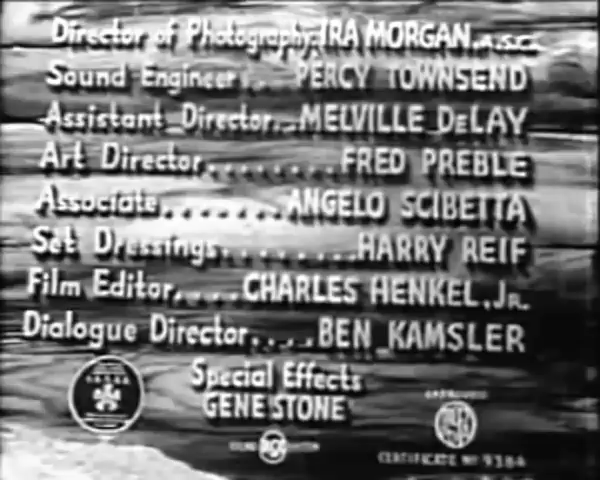 Director of Photography. IRA MORGAN, A.S.C.
Sound Engineer... PERCY TOWNSEND
Assistant Director... MELVILLE DeLAY
Art Director........FRED PREBLE
Associate.......ANGELO SCIBETTA
Set Dressings........HARRY REIF
Film Editor.....CHARLES HENKEL, Jr.
Dialogue Director....BEN KAMSLER
Special Effects
GENE STONE
RCA
APPROVED
CERTIFICATE No 9384